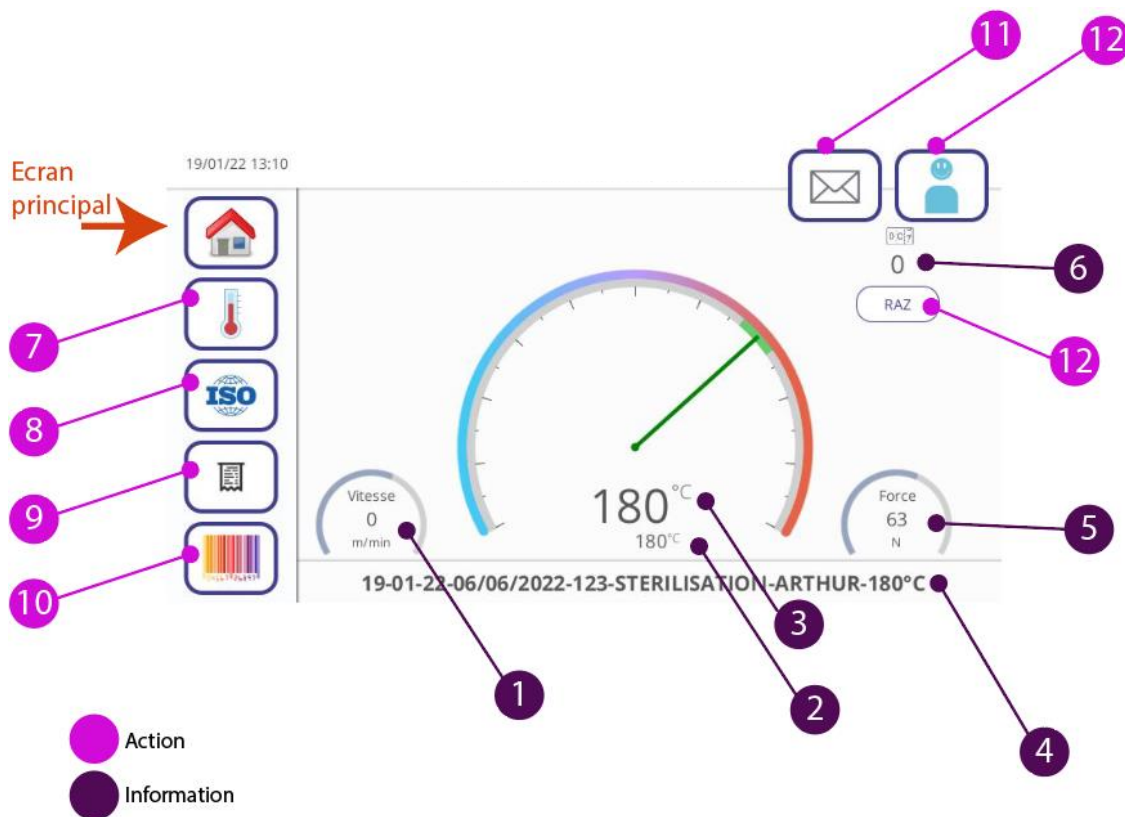 11
12
19/01/22 13:10
Ecran
principal
0
6
RAZ
7
12
ISO
8
9
Vitesse
0
m/min
180°C
180°C
Force
63
N
5
10
19-01-22-06/06/2022-123-STERILISATION-ARTHUR-180°C
3
1
2
4
Action
Information